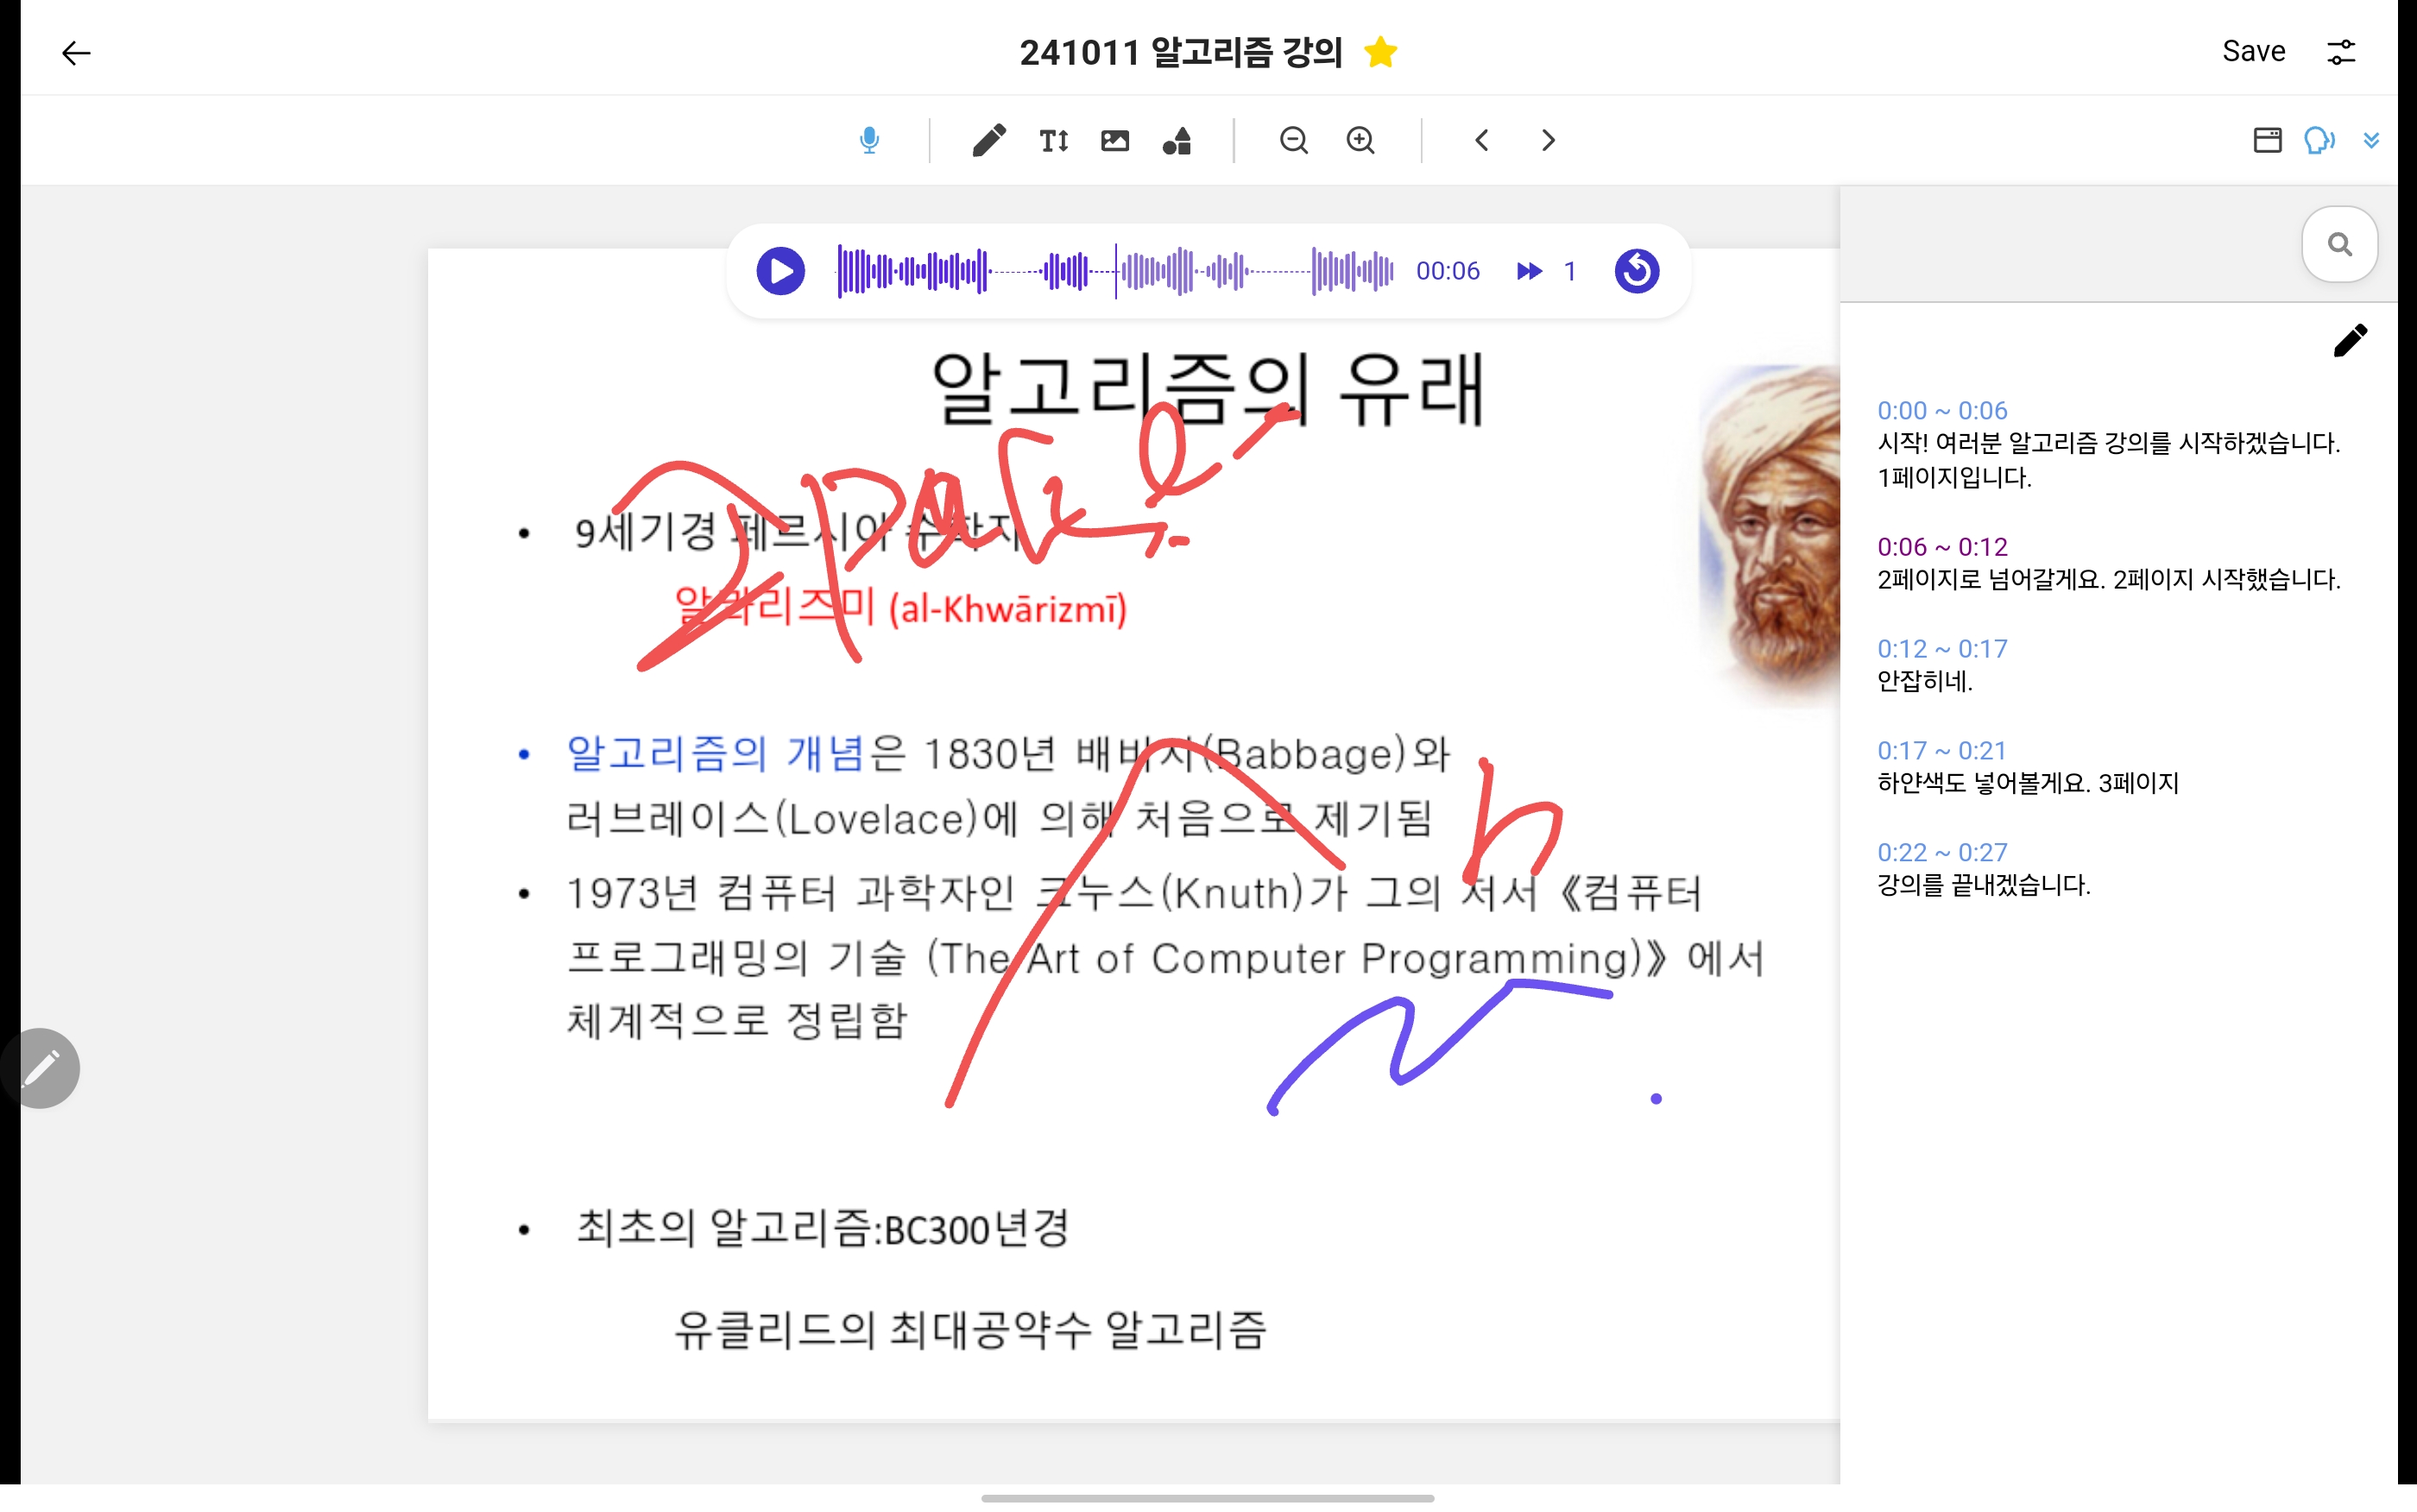 241011 알고리즘 강의
Save
00:06
1
알고리즘의 유래
• 9세기경 페르시아 수학자
알콰리즈미 (al-Khwārizmī)
• 알고리즘의 개념은 1830년 배비지(Babbage)와
러브레이스(Lovelace)에 의해 처음으로 제기됨
• 1973년 컴퓨터 과학자인 크누스(Knuth)가 그의 저서 《컴퓨터
프로그래밍의 기술 (The Art of Computer Programming)》에서
체계적으로 정립함
• 최초의 알고리즘:BC300년경
유클리드의 최대공약수 알고리즘
0:00 ~ 0:06
시작! 여러분 알고리즘 강의를 시작하겠습니다.
1페이지입니다.
0:06 ~ 0:12
2페이지로 넘어갈게요. 2페이지 시작했습니다.
0:12 ~ 0:17
안잡히네.
0:17 ~ 0:21
하얀색도 넣어볼게요. 3페이지
0:22 ~ 0:27
강의를 끝내겠습니다.